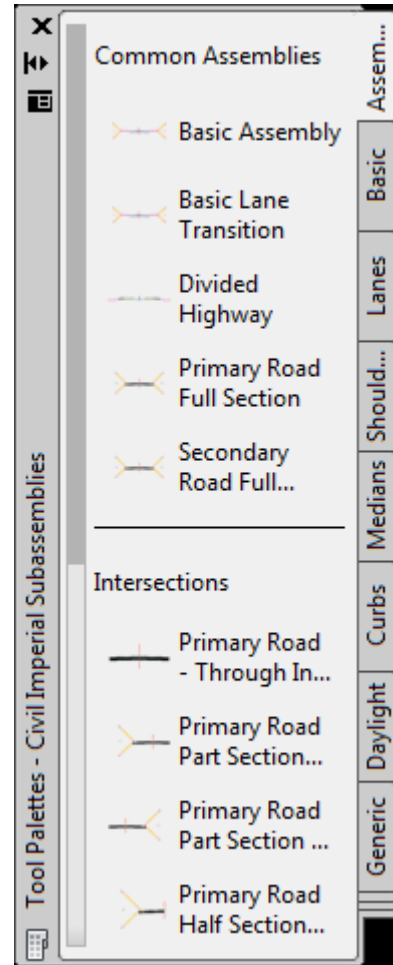 Tool Palettes - Civil Imperial Subassemblies
Common Assemblies
Basic Assembly
Basic Lane
Transition
Divided
Highway
Primary Road
Full Section
Secondary
Road Full...
Intersections
Primary Road
- Through In...
Primary Road
Part Section...
Primary Road
Part Section ...
Primary Road
Half Section...
Assem...
Basic
Lanes
Should...
Medians
Curbs
Daylight
Generic